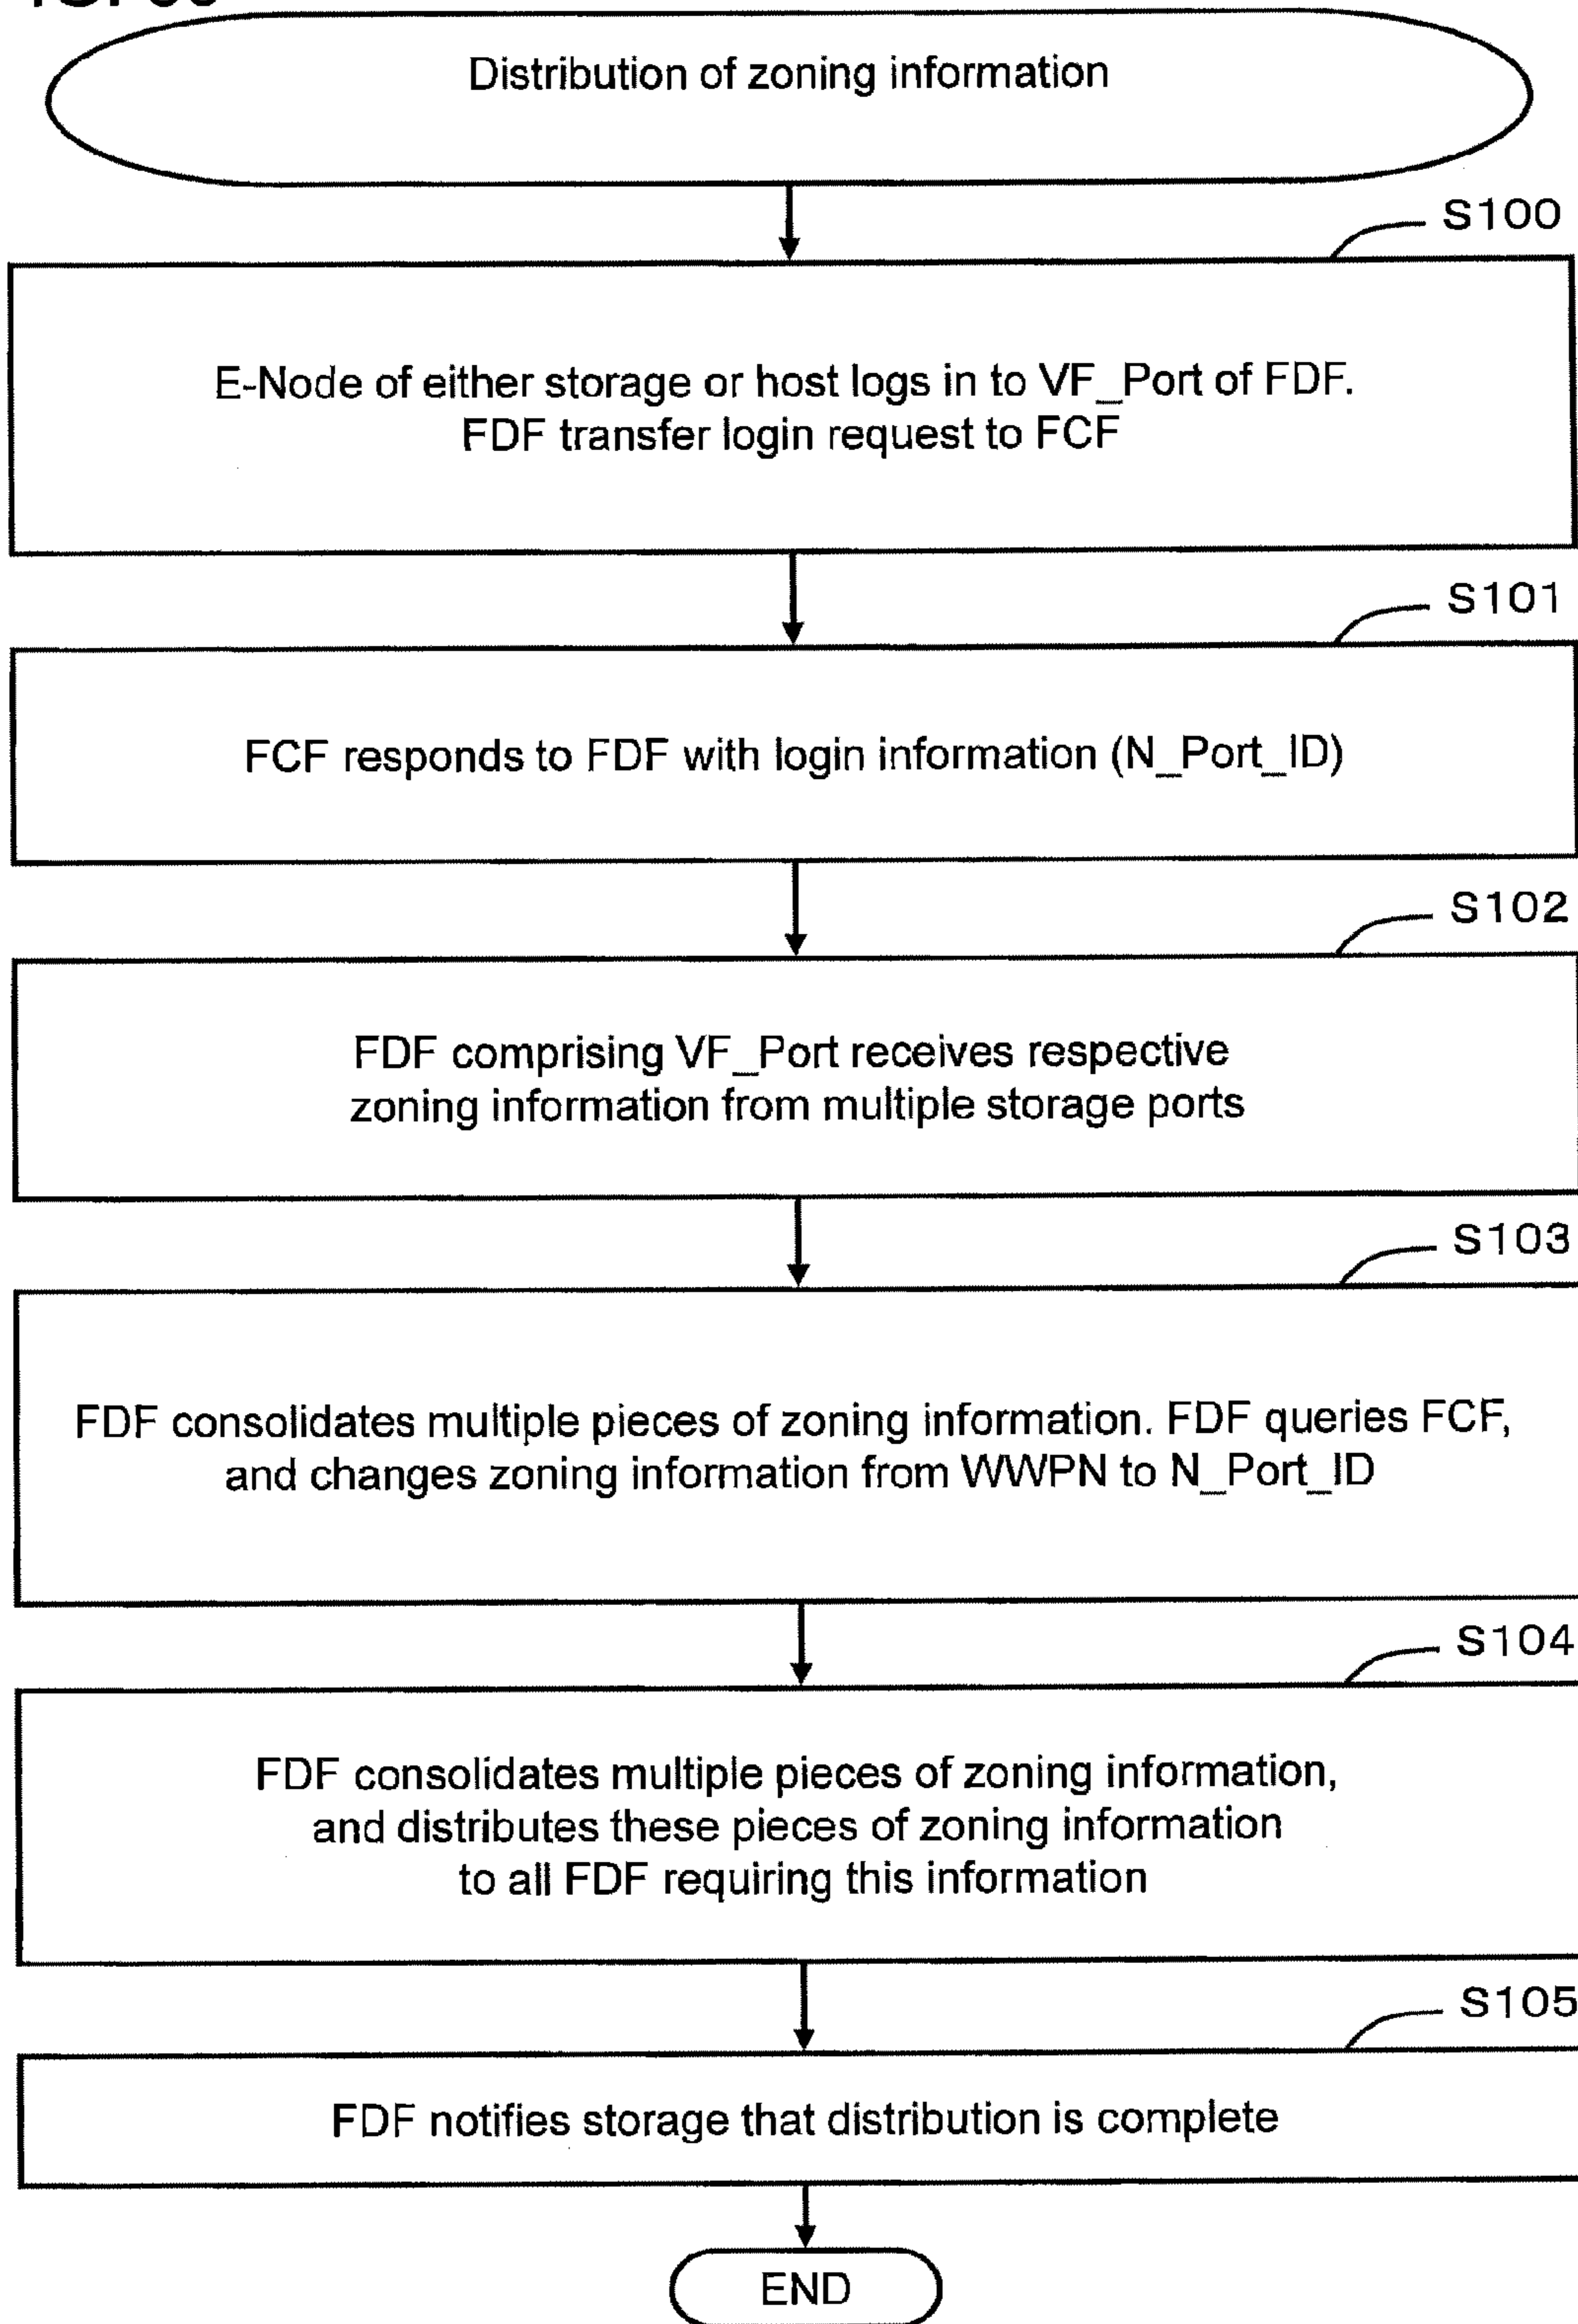 Distribution of zoning information
S100
E-Node of either storage or host logs in to VF_Port of FDF.
FDF transfer login request to FCF
S101
FCF responds to FDF with login information (N_Port_ID)
S102
FDF comprising VF_Port receives respective
zoning information from multiple storage ports
S103
FDF consolidates multiple pieces of zoning information. FDF queries FCF,
and changes zoning information from WWPN to N_Port_ID
S104
FDF consolidates multiple pieces of zoning information,
and distributes these pieces of zoning information
to all FDF requiring this information
S105
FDF notifies storage that distribution is complete
END